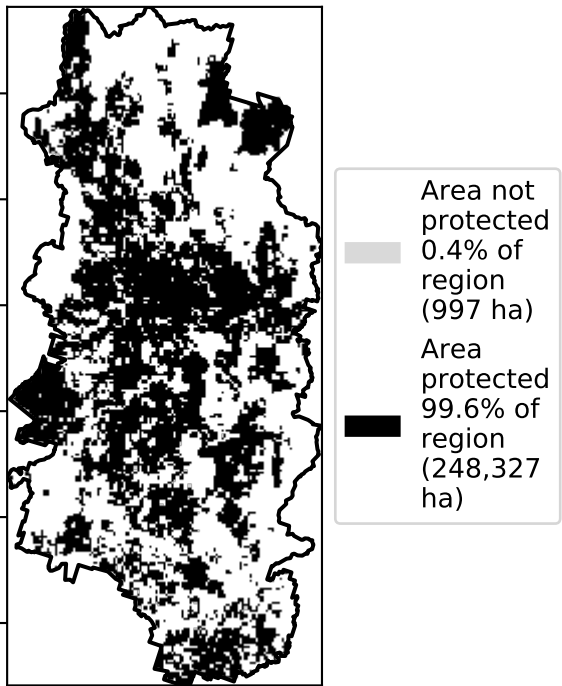 Area not
protected
0.4% of
region
(997 ha)
Area
protected
99.6% of
region
(248,327
ha)